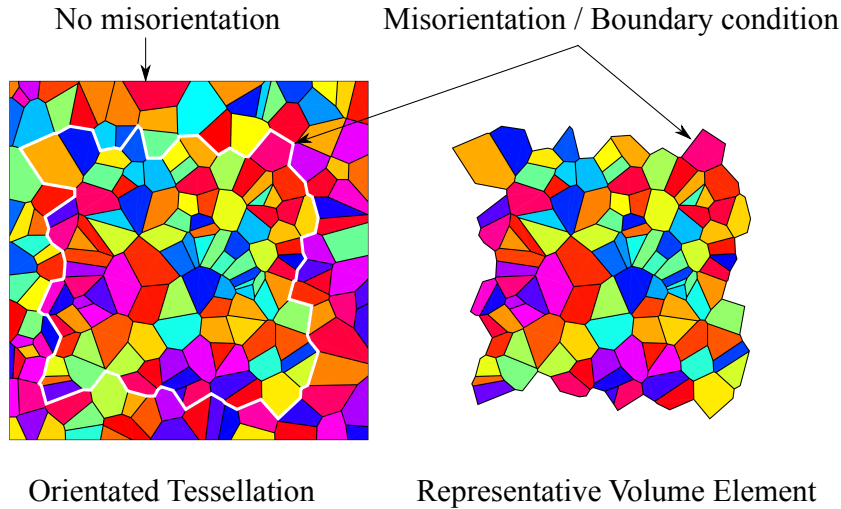 No misorientation
Misorientation / Boundary condition
Orientated Tessellation
Representative Volume Element